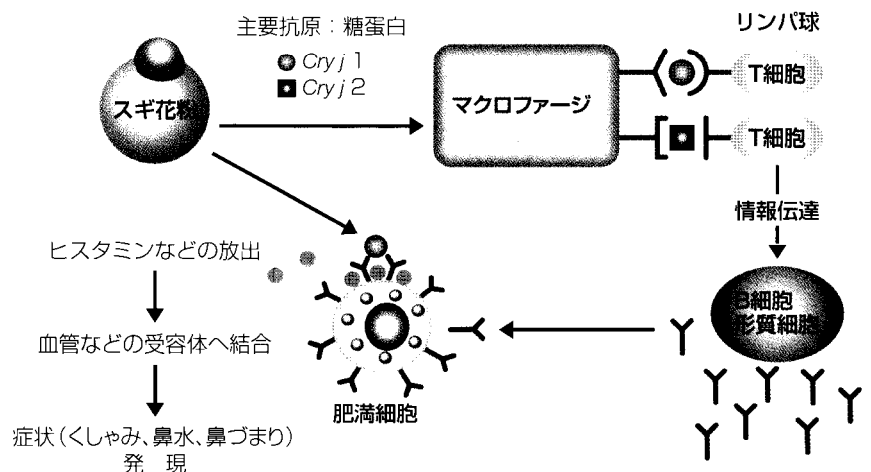 主要抗原：糖蛋白
Cry j 1
Cry j 2
スギ花粉
マクロファージ
リンパ球
T細胞
T細胞
情報伝達
B細胞
形質細胞
肥満細胞
ヒスタミンなどの放出
血管などの受容体へ結合
症状（くしゃみ、鼻水、鼻づまり）
発 現